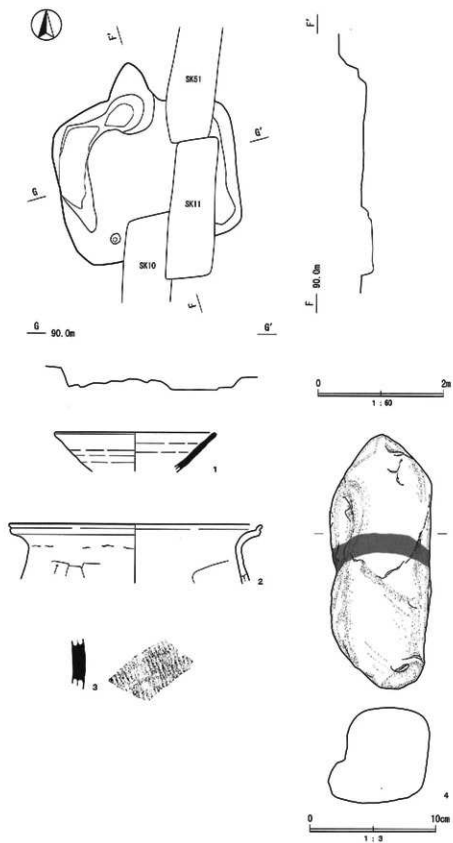 F'
F'
SK51
G'
G
SK11
SK10
F
F 90.0m
G 90.0m
G'
0 2m
1 : 60
1
2
3
4
0 10cm
1 : 3